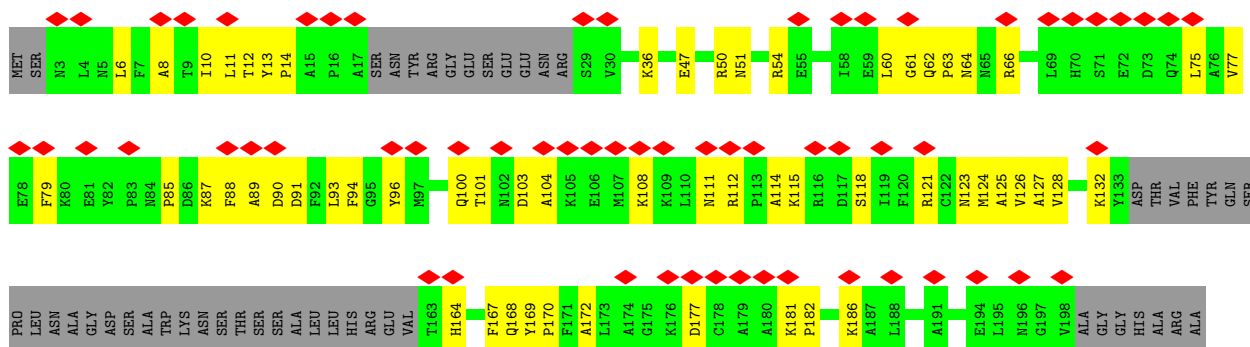 MET SER N3 L4 N5 L6 F7 A8 T9 I10 L11 T12 Y13 P14 A15 P16 A17 SER ASN TYR ARG GLY GLU SER GLU GLU ASN ARG S29 V30 K36 E47 R50 N51 R54 E55 I58 E59 L60 G61 Q62 P63 N64 N65 R66 L69 H70 S71 E72 D73 Q74 L75 A76 V77
E78 F79 K80 E81 Y82 P83 N84 P85 D86 K87 F88 A89 D90 D91 F92 L93 F94 G95 Y96 M97 Q100 T101 N102 D103 A104 K105 E106 M107 K108 K109 L110 N111 R112 P113 A114 K115 R116 D117 S118 I119 F120 R121 C122 N123 M124 A125 V126 A127 V128 K132 Y133 ASP THR VAL PHE TYR GLN SER
PRO LEU ASN ALA GLY ASP SER ALA TRP LYS ASN SER THR SER SER ALA LEU LEU HIS ARG GLU VAL T163 H164 F167 Q168 Y169 P170 F171 A172 L173 A174 G175 K176 D177 C178 A179 A180 K181 P182 K186 A187 L188 A191 E194 L195 N196 G197 V198 ALA GLY GLY HIS ALA ARG ALA